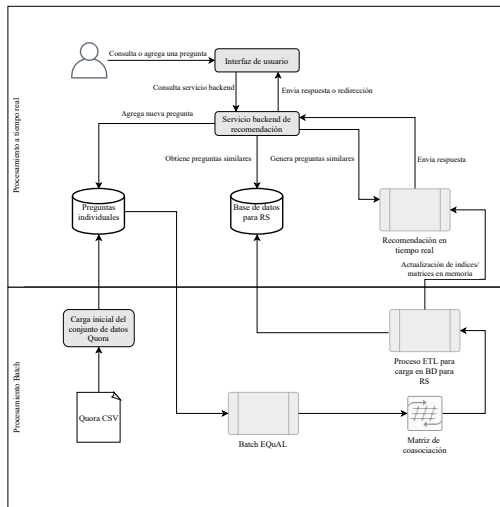 Procesamiento a tiempo real
Consulta o agrega una pregunta
Interfaz de usuario
Consulta servicio backend
Envia respuesta o redirección
Servicio backend de
recomendación
Agrega nueva pregunta
Obtiene preguntas similares
Genera preguntas similares
Envia respuesta
Preguntas
individuales
Base de datos
para RS
Recomendación en
tiempo real
Actualización de indices/
matrices en memoria
Procesamiento Batch
Carga inicial del
conjunto de datos
Quora
Proceso ETL para
carga en BD para
RS
Quora CSV
Batch EQuAL
Matriz de
coasociación